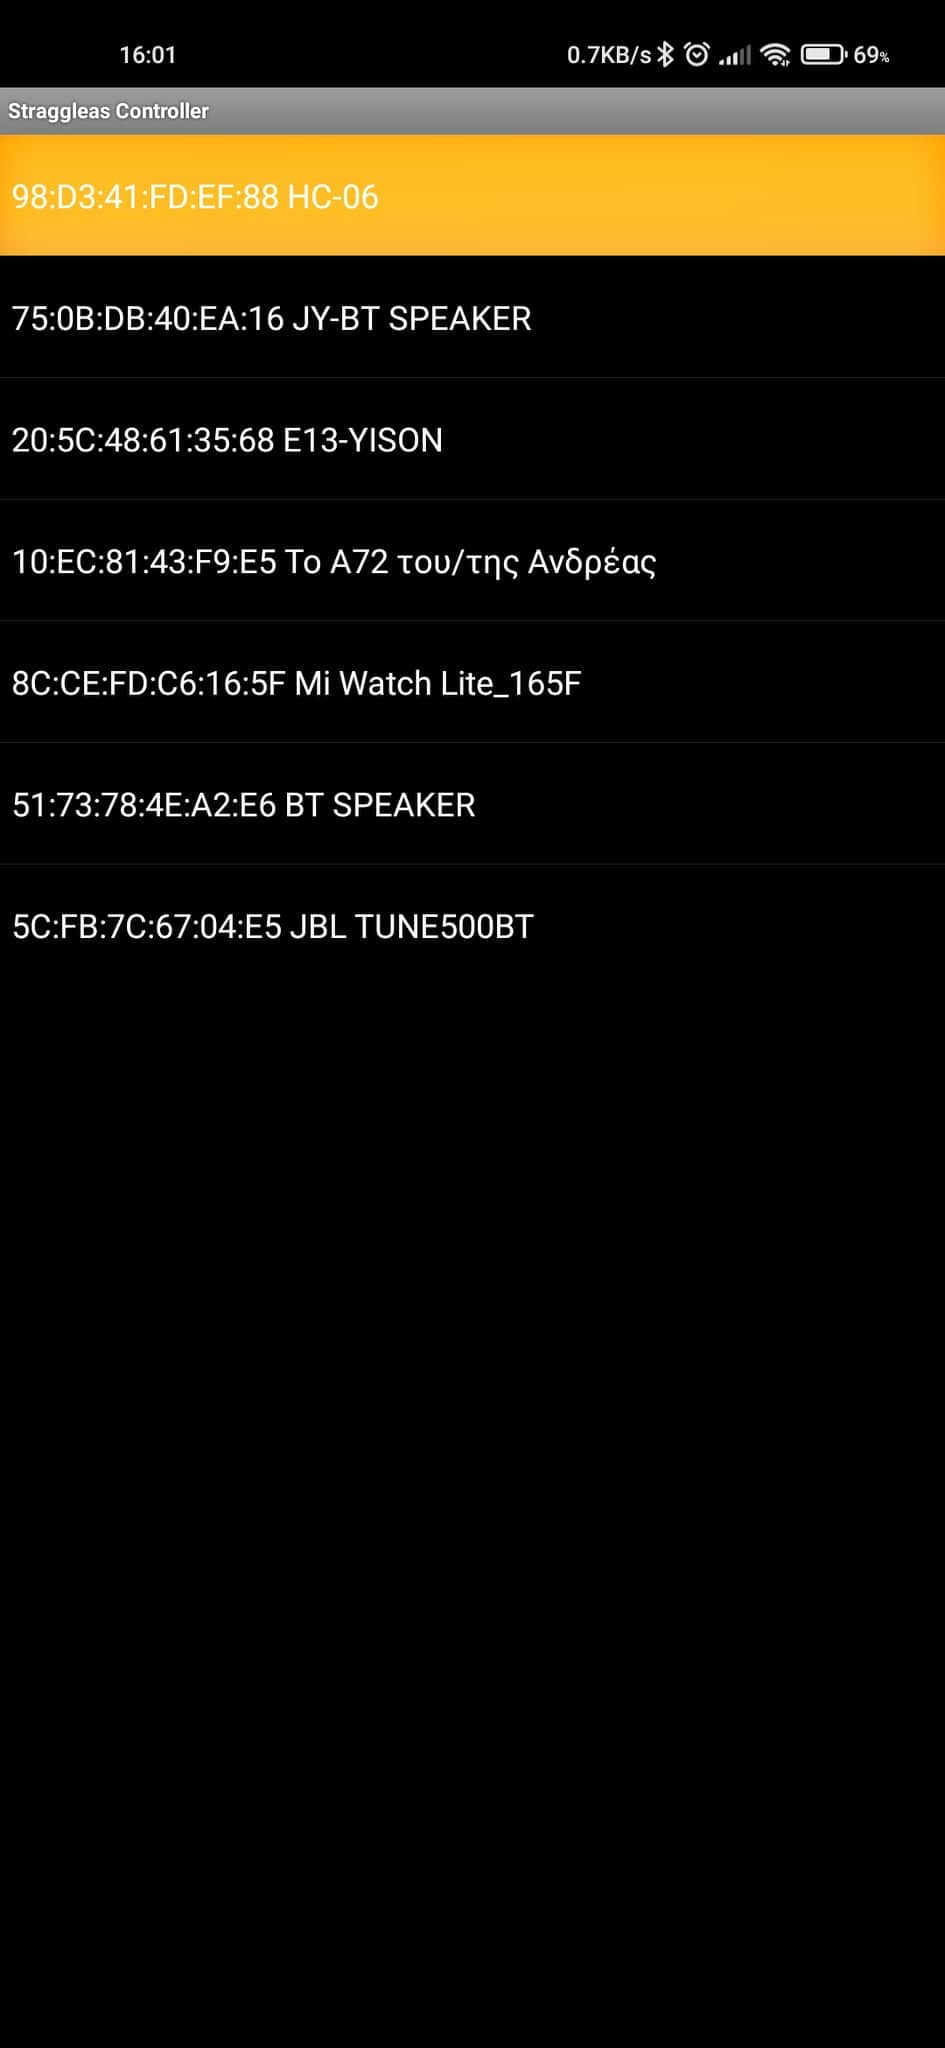 16:01 0.7KB/s 69%
Straggleas Controller
98:D3:41:FD:EF:88 HC-06
75:0B:DB:40:EA:16 JY-BT SPEAKER
20:5C:48:61:35:68 E13-YISON
10:EC:81:43:F9:E5 Το A72 του/της Ανδρέας
8C:CE:FD:C6:16:5F Mi Watch Lite_165F
51:73:78:4E:A2:E6 BT SPEAKER
5C:FB:7C:67:04:E5 JBL TUNE500BT